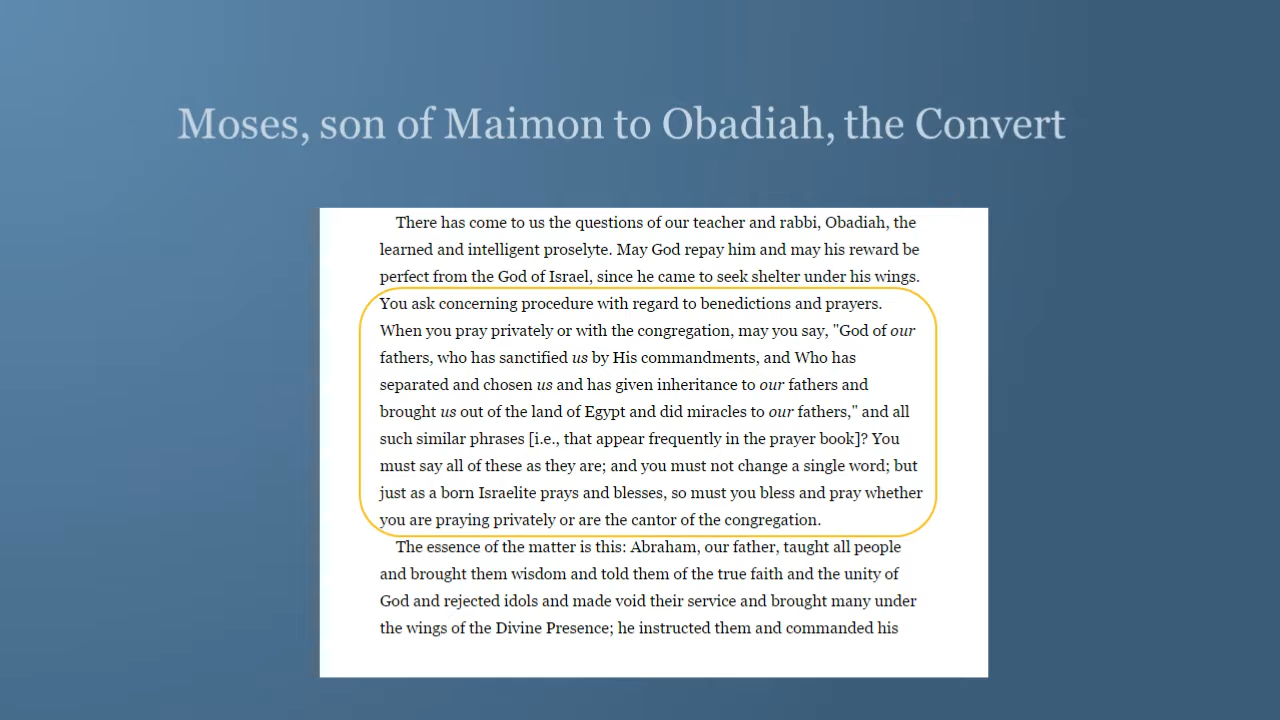 Moses, son of Maimon to Obadiah, the Convert
There has come to us the questions of our teacher and rabbi, Obadiah, the
learned and intelligent proselyte. May God repay him and may his reward be
perfect from the God of Israel, since he came to seek shelter under his wings.
You ask concerning procedure with regard to benedictions and prayers.
When you pray privately or with the congregation, may you say, "God of our
fathers, who has sanctified us by His commandments, and Who has
separated and chosen us and has given inheritance to our fathers and
brought us out of the land of Egypt and did miracles to our fathers," and all
such similar phrases [i.e., that appear frequently in the prayer book]? You
must say all of these as they are; and you must not change a single word; but
just as a born Israelite prays and blesses, so must you bless and pray whether
you are praying privately or are the cantor of the congregation.
The essence of the matter is this: Abraham, our father, taught all people
and brought them wisdom and told them of the true faith and the unity of
God and rejected idols and made void their service and brought many under
the wings of the Divine Presence; he instructed them and commanded his